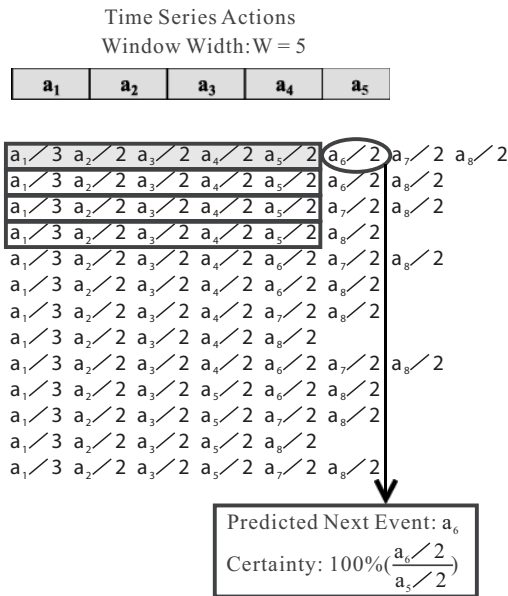 Time Series Actions
Window Width: W = 5
a₁ a₂ a₃ a₄ a₅
a₁／3 a₂／2 a₃／2 a₄／2 a₅／2 a₆／2 a₇／2 a₈／2
a₁／3 a₂／2 a₃／2 a₄／2 a₅／2 a₆／2 a₈／2
a₁／3 a₂／2 a₃／2 a₄／2 a₅／2 a₇／2 a₈／2
a₁／3 a₂／2 a₃／2 a₄／2 a₅／2 a₈／2
a₁／3 a₂／2 a₃／2 a₄／2 a₆／2 a₇／2 a₈／2
a₁／3 a₂／2 a₃／2 a₄／2 a₆／2 a₈／2
a₁／3 a₂／2 a₃／2 a₄／2 a₇／2 a₈／2
a₁／3 a₂／2 a₃／2 a₄／2 a₈／2
a₁／3 a₂／2 a₃／2 a₄／2 a₆／2 a₇／2 a₈／2
a₁／3 a₂／2 a₃／2 a₅／2 a₆／2 a₈／2
a₁／3 a₂／2 a₃／2 a₅／2 a₇／2 a₈／2
a₁／3 a₂／2 a₃／2 a₅／2 a₈／2
a₁／3 a₂／2 a₃／2 a₅／2 a₇／2 a₈／2
Predicted Next Event: a₆
Certainty: 100%(a₆／2
a₅／2)